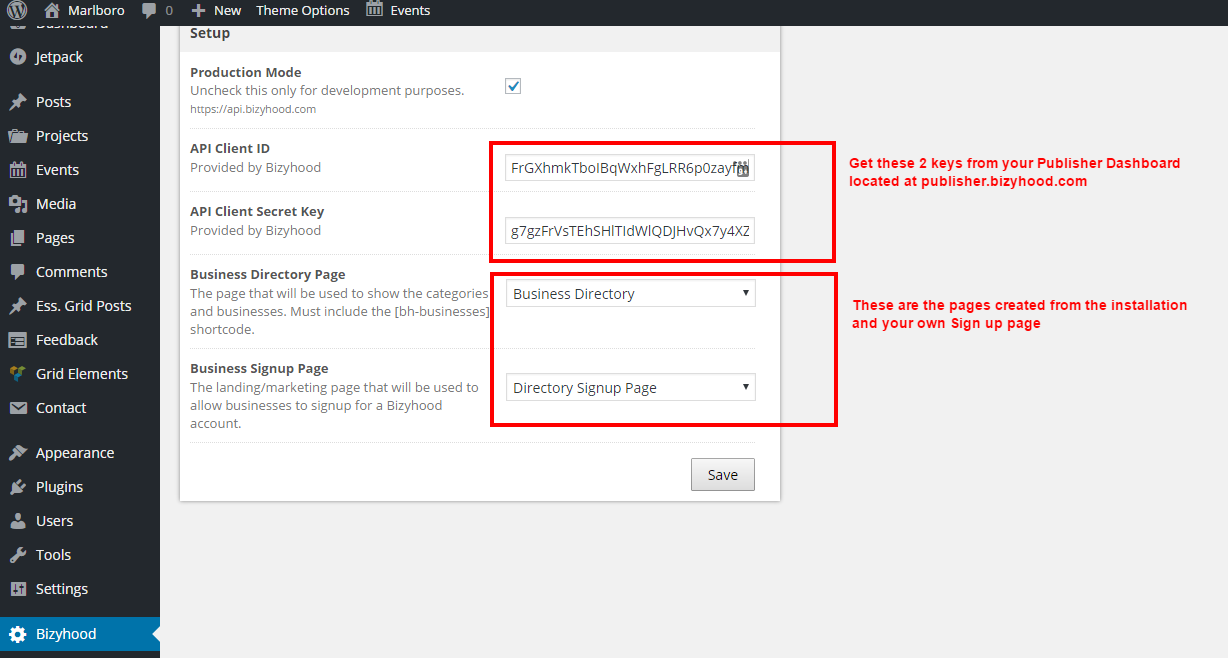 Marlboro 0 New Theme Options Events
Dashboard
Jetpack
Posts
Projects
Events
Media
Pages
Comments
Ess. Grid Posts
Feedback
Grid Elements
Contact
Appearance
Plugins
Users
Tools
Settings
Bizyhood
Setup
Production Mode
Uncheck this only for development purposes.
https://api.bizyhood.com
API Client ID
Provided by Bizyhood
FrGXhmkTboIBqWxhFgLRR6p0zayf
API Client Secret Key
Provided by Bizyhood
g7gzFrVsTEhSHlTIdWlQDJHvQx7y4XZ
Get these 2 keys from your Publisher Dashboard
located at publisher.bizyhood.com
Business Directory Page
The page that will be used to show the categories
and businesses. Must include the [bh-businesses]
shortcode.
Business Directory
Business Signup Page
The landing/marketing page that will be used to
allow businesses to signup for a Bizyhood
account.
Directory Signup Page
These are the pages created from the installation
and your own Sign up page
Save